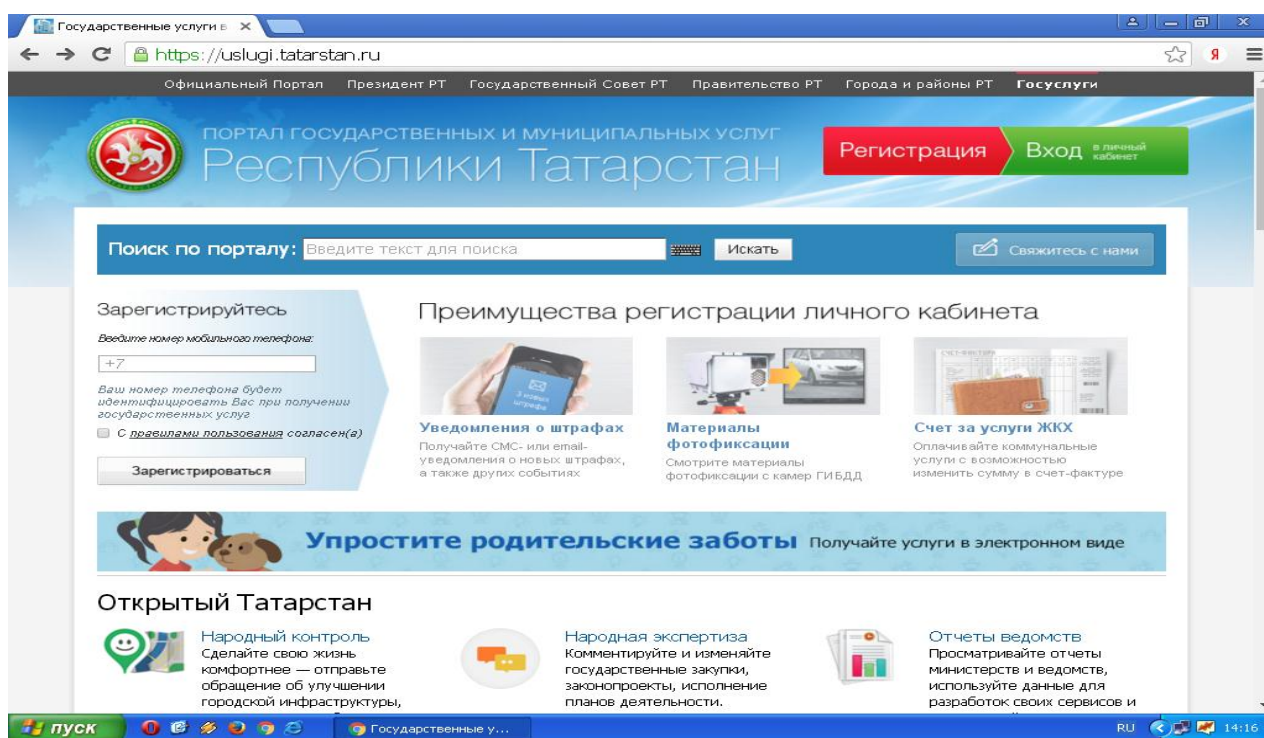 Государственные услуги в
https://uslugi.tatarstan.ru
Я
Официальный Портал Президент РТ Государственный Совет РТ Правительство РТ Города и районы РТ Госуслуги
ПОРТАЛ ГОСУДАРСТВЕННЫХ И МУНИЦИПАЛЬНЫХ УСЛУГ
Республики Татарстан
Регистрация Вход в личный кабинет
Поиск по порталу: Введите текст для поиска Искать Свяжитесь с нами
Зарегистрируйтесь
Введите номер мобильного телефона:
+7
Ваш номер телефона будет
идентифицировать Вас при получении
государственных услуг
С правилами пользования согласен(а)
Зарегистрироваться
Преимущества регистрации личного кабинета
3 новых
штрафа
Уведомления о штрафах
Получайте СМС- или email-
уведомления о новых штрафах,
а также других событиях
Материалы
фотофиксации
Смотрите материалы
фотофиксации с камер ГИБДД
СЧЕТ-ФАКТУРА
Счет за услуги ЖКХ
Оплачивайте коммунальные
услуги с возможностью
изменить сумму в счет-фактуре
Упростите родительские заботы Получайте услуги в электронном виде
Открытый Татарстан
Народный контроль
Сделайте свою жизнь
комфортнее — отправьте
обращение об улучшении
городской инфраструктуры,
Народная экспертиза
Комментируйте и изменяйте
государственные закупки,
законопроекты, исполнение
планов деятельности.
Отчеты ведомств
Просматривайте отчеты
министерств и ведомств,
используйте данные для
разработок своих сервисов и
пуск Государственные у... RU 14:16